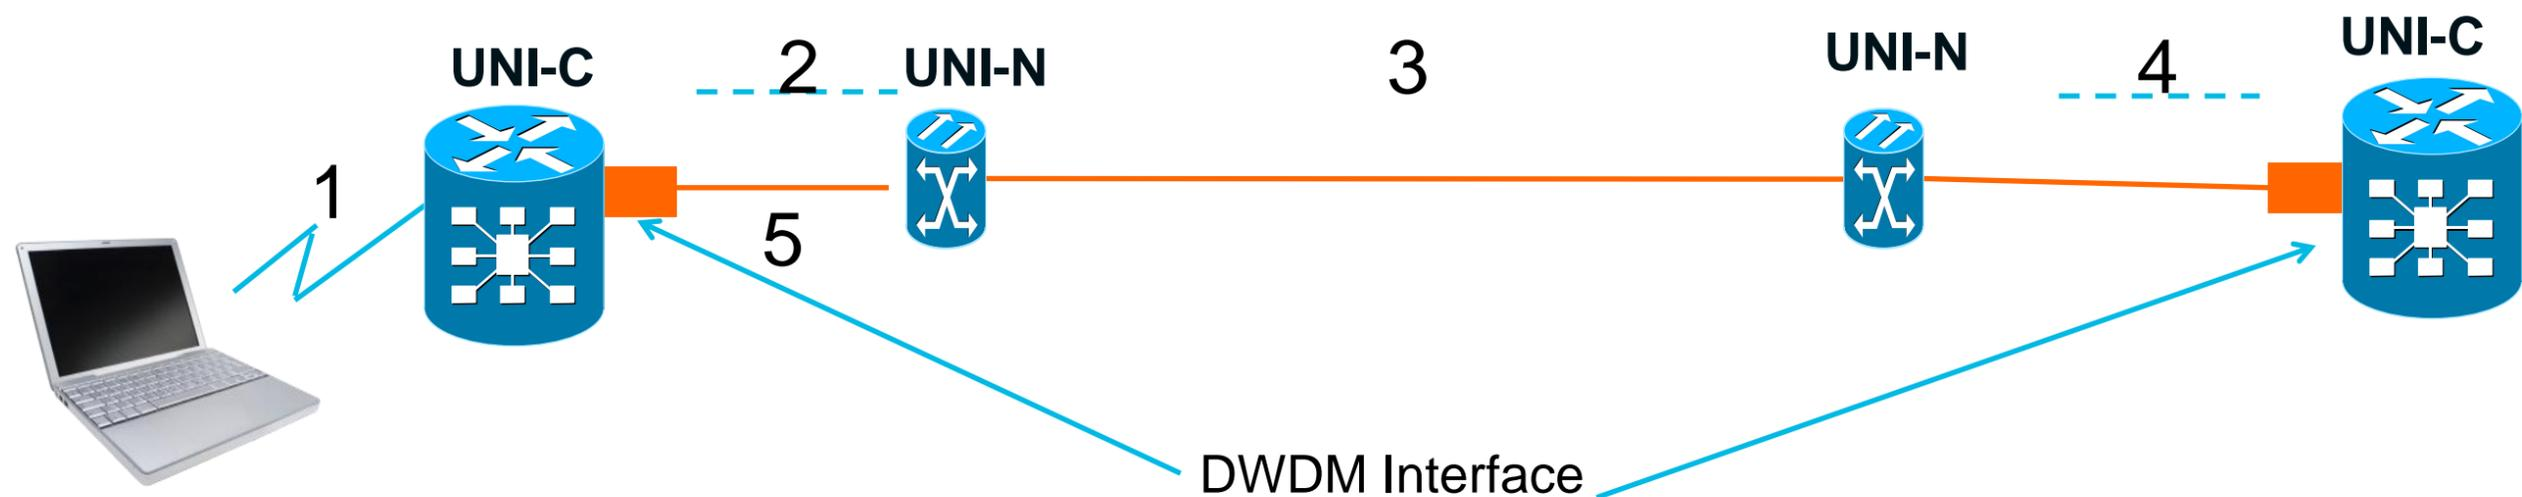 UNI-C
2
UNI-N
3
UNI-N
4
UNI-C
1
5
DWDM Interface